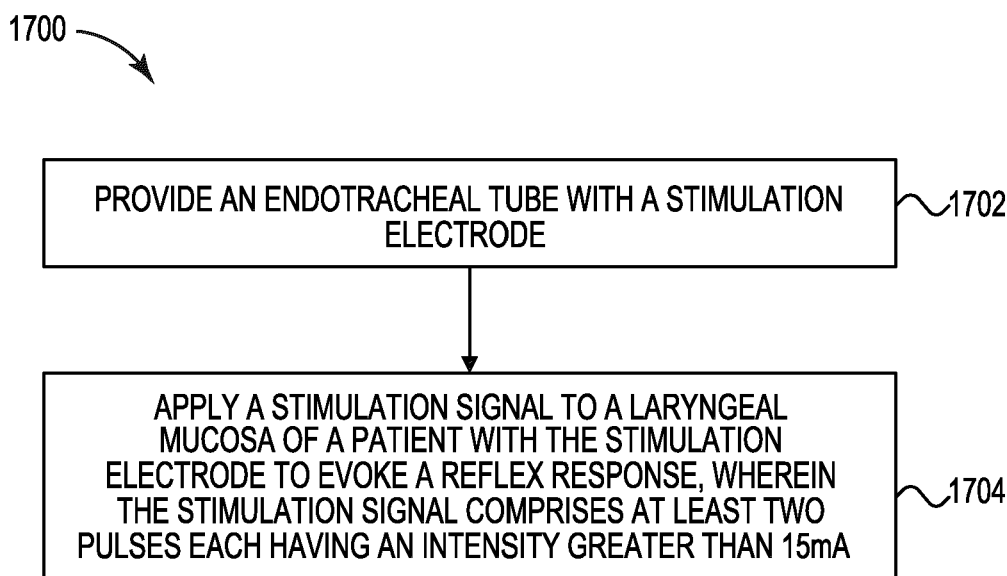 1700
PROVIDE AN ENDOTRACHEAL TUBE WITH A STIMULATION
ELECTRODE
1702
APPLY A STIMULATION SIGNAL TO A LARYNGEAL
MUCOSA OF A PATIENT WITH THE STIMULATION
ELECTRODE TO EVOKE A REFLEX RESPONSE, WHEREIN
THE STIMULATION SIGNAL COMPRISES AT LEAST TWO
PULSES EACH HAVING AN INTENSITY GREATER THAN 15mA
1704